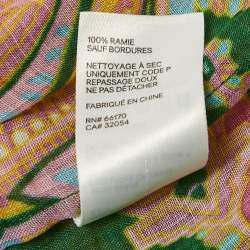 100% RAMIE
SAUF BORDURES
NETTOYAGE À SEC
UNIQUEMENT CODE P
REPASSAGE DOUX
NE PAS DÉTACHER
FABRIQUÉ EN CHINE
RN# 66170
CA# 32054